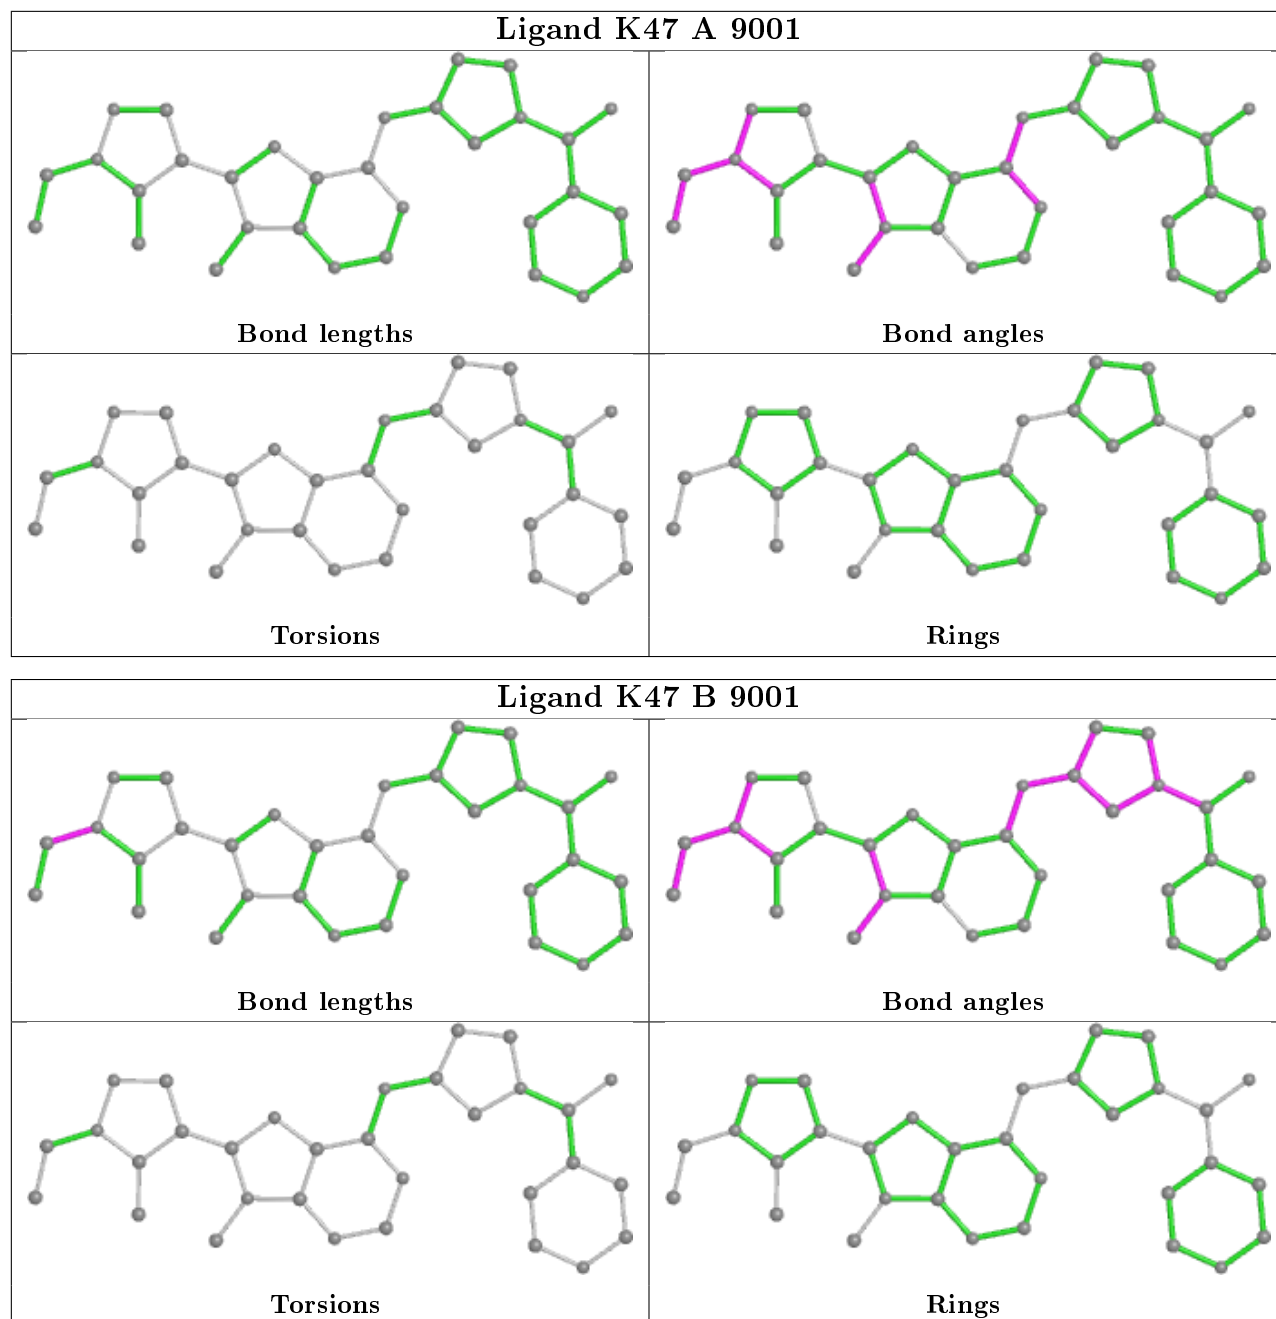 Ligand K47 A 9001
Bond lengths
Bond angles
Torsions
Rings
Ligand K47 B 9001
Bond lengths
Bond angles
Torsions
Rings